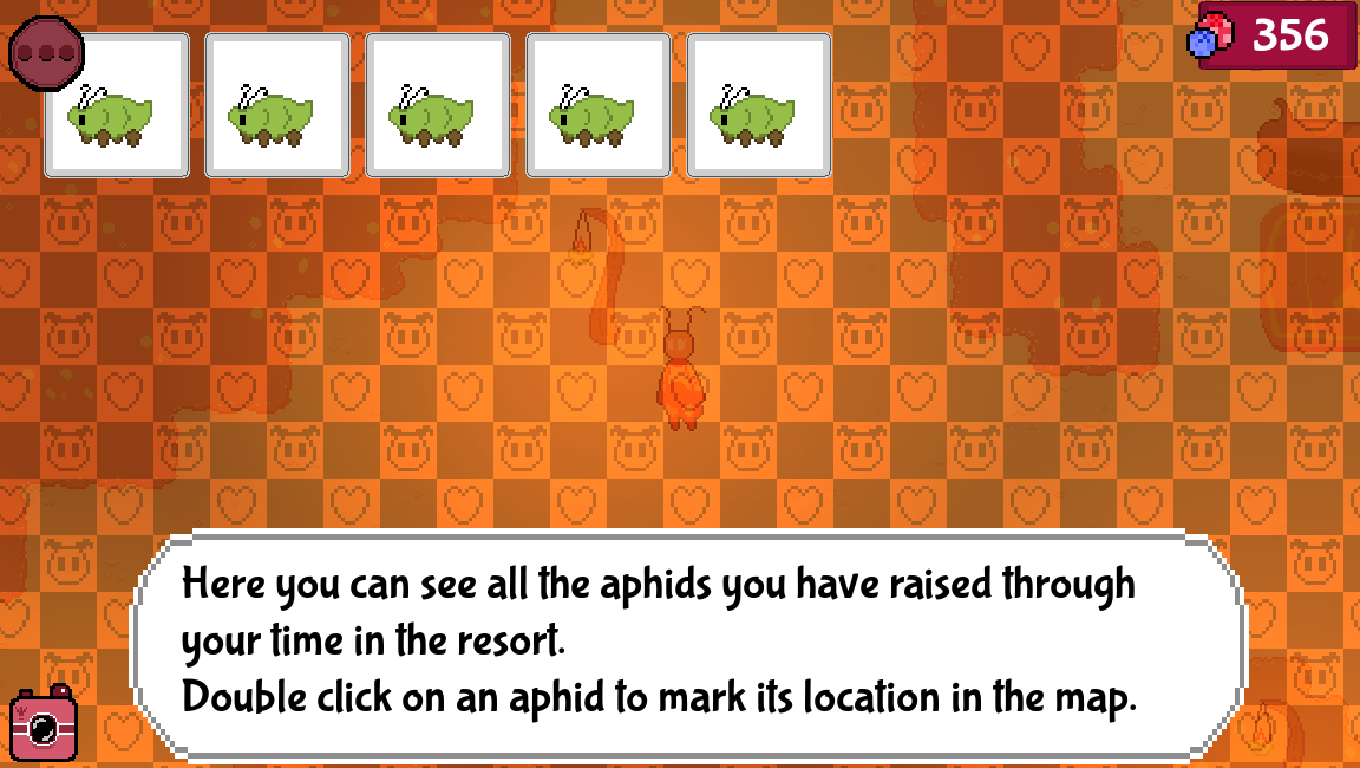 356
Here you can see all the aphids you have raised through
your time in the resort.
Double click on an aphid to mark its location in the map.